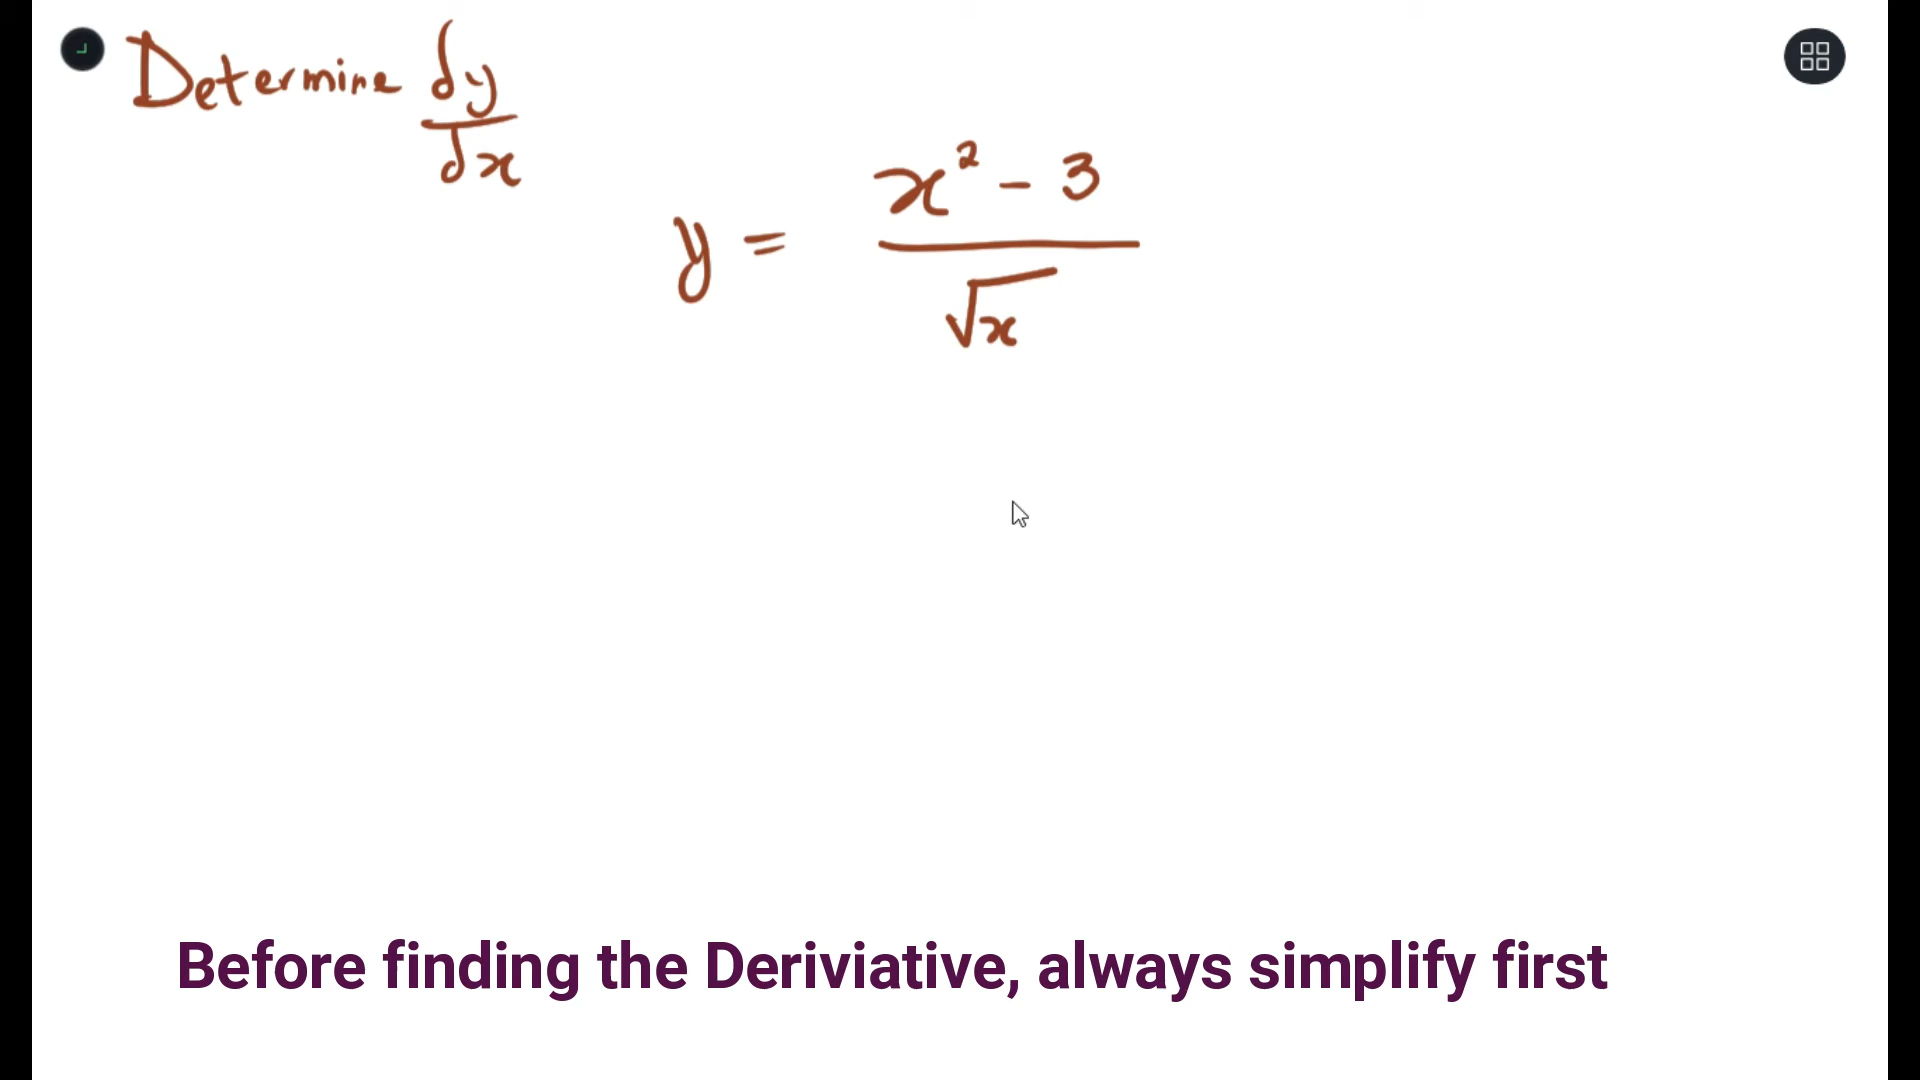 Determine dy/dx
y = (x² - 3)/√x
Before finding the Deriviative, always simplify first